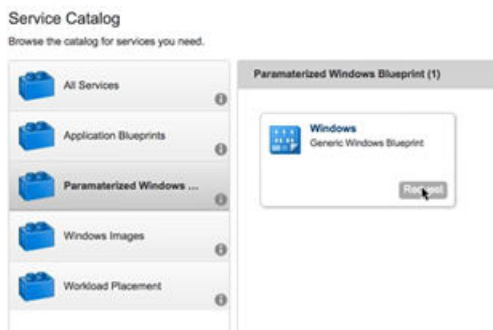 Service Catalog
Browse the catalog for services you need.
All Services
Application Blueprints
Paramaterized Windows ...
Windows Images
Workload Placement
Paramaterized Windows Blueprint (1)
Windows
Generic Windows Blueprint
Request